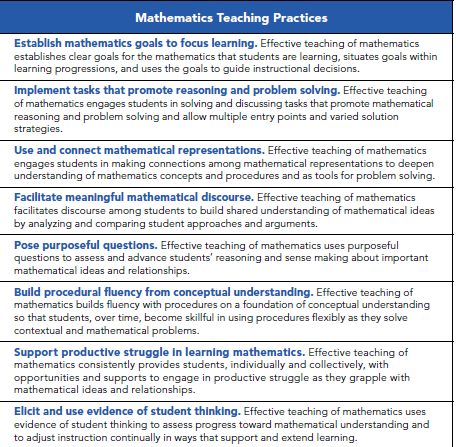 Mathematics Teaching Practices
Establish mathematics goals to focus learning. Effective teaching of mathematics
establishes clear goals for the mathematics that students are learning, situates goals within
learning progressions, and uses the goals to guide instructional decisions.
Implement tasks that promote reasoning and problem solving. Effective teaching
of mathematics engages students in solving and discussing tasks that promote mathematical
reasoning and problem solving and allow multiple entry points and varied solution
strategies.
Use and connect mathematical representations. Effective teaching of mathematics
engages students in making connections among mathematical representations to deepen
understanding of mathematics concepts and procedures and as tools for problem solving.
Facilitate meaningful mathematical discourse. Effective teaching of mathematics
facilitates discourse among students to build shared understanding of mathematical ideas
by analyzing and comparing student approaches and arguments.
Pose purposeful questions. Effective teaching of mathematics uses purposeful
questions to assess and advance students' reasoning and sense making about important
mathematical ideas and relationships.
Build procedural fluency from conceptual understanding. Effective teaching of
mathematics builds fluency with procedures on a foundation of conceptual understanding
so that students, over time, become skillful in using procedures flexibly as they solve
contextual and mathematical problems.
Support productive struggle in learning mathematics. Effective teaching of
mathematics consistently provides students, individually and collectively, with
opportunities and supports to engage in productive struggle as they grapple with
mathematical ideas and relationships.
Elicit and use evidence of student thinking. Effective teaching of mathematics uses
evidence of student thinking to assess progress toward mathematical understanding and
to adjust instruction continually in ways that support and extend learning.